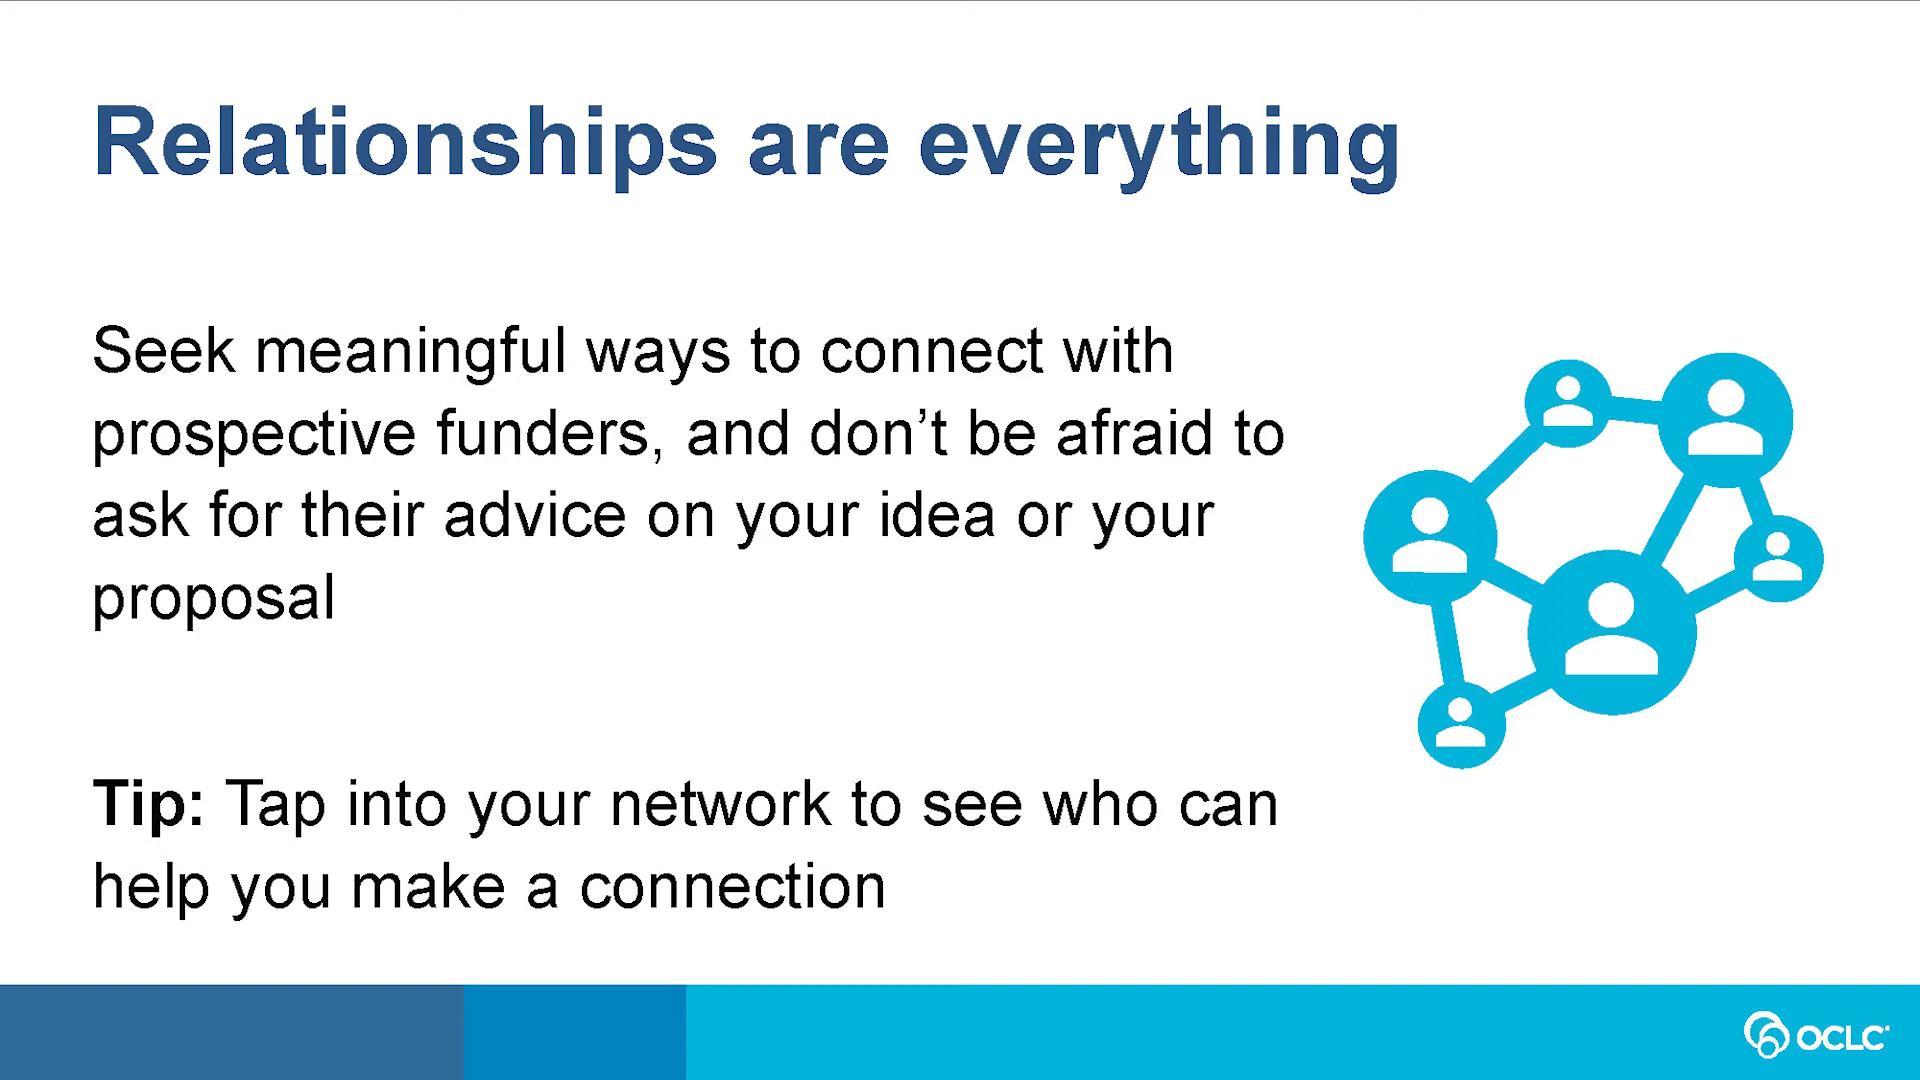 Relationships are everything
Seek meaningful ways to connect with
prospective funders, and don’t be afraid to
ask for their advice on your idea or your
proposal
Tip: Tap into your network to see who can
help you make a connection
OCLC